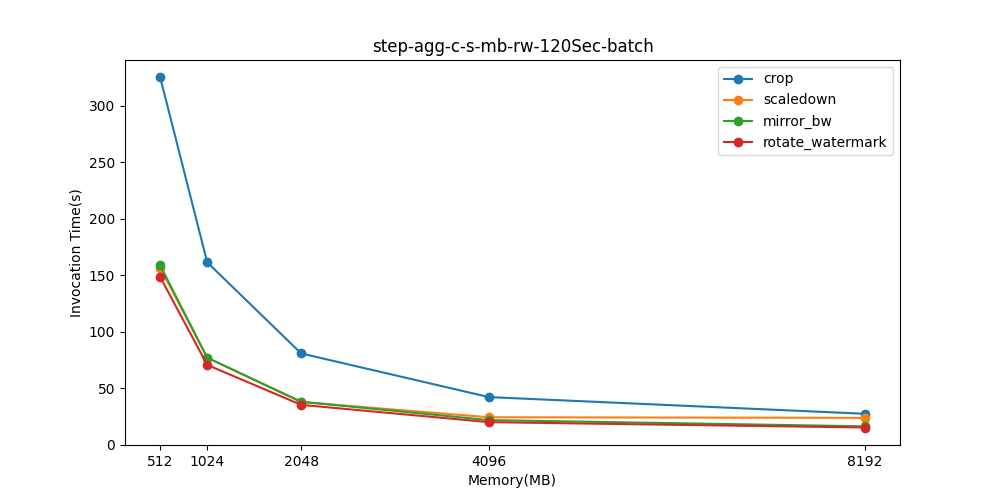 step-agg-c-s-mb-rw-120Sec-batch
crop
scaledown
mirror_bw
rotate_watermark
Invocation Time(s)
300
250
200
150
100
50
0
512 1024 2048 4096 8192
Memory(MB)